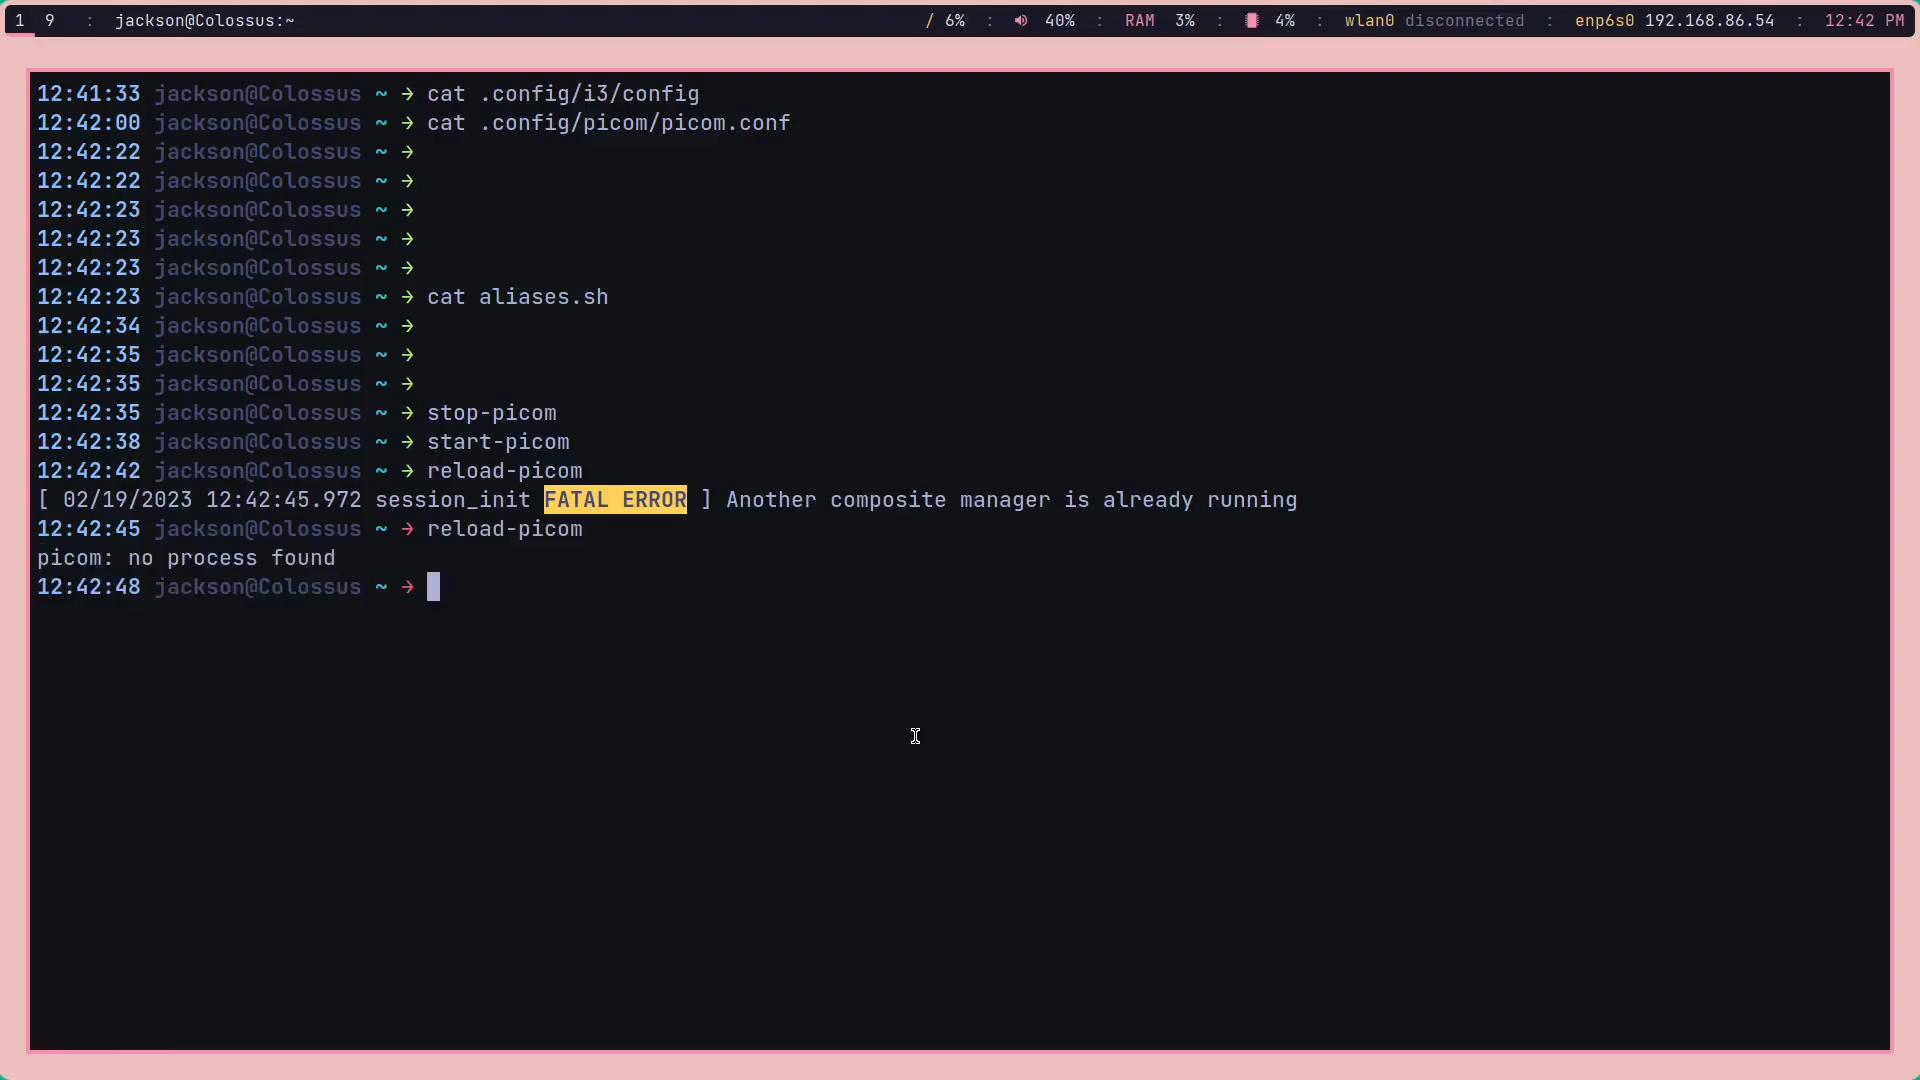 1 9 : jackson@Colossus:~ / 6% : 40% : RAM 3% : 4% : wlan0 disconnected : enp6s0 192.168.86.54 : 12:42 PM
12:41:33 jackson@Colossus ~ → cat .config/i3/config
12:42:00 jackson@Colossus ~ → cat .config/picom/picom.conf
12:42:22 jackson@Colossus ~ →
12:42:22 jackson@Colossus ~ →
12:42:23 jackson@Colossus ~ →
12:42:23 jackson@Colossus ~ →
12:42:23 jackson@Colossus ~ →
12:42:23 jackson@Colossus ~ → cat aliases.sh
12:42:34 jackson@Colossus ~ →
12:42:35 jackson@Colossus ~ →
12:42:35 jackson@Colossus ~ →
12:42:35 jackson@Colossus ~ → stop-picom
12:42:38 jackson@Colossus ~ → start-picom
12:42:42 jackson@Colossus ~ → reload-picom
[ 02/19/2023 12:42:45.972 session_init FATAL ERROR ] Another composite manager is already running
12:42:45 jackson@Colossus ~ → reload-picom
picom: no process found
12:42:48 jackson@Colossus ~ →